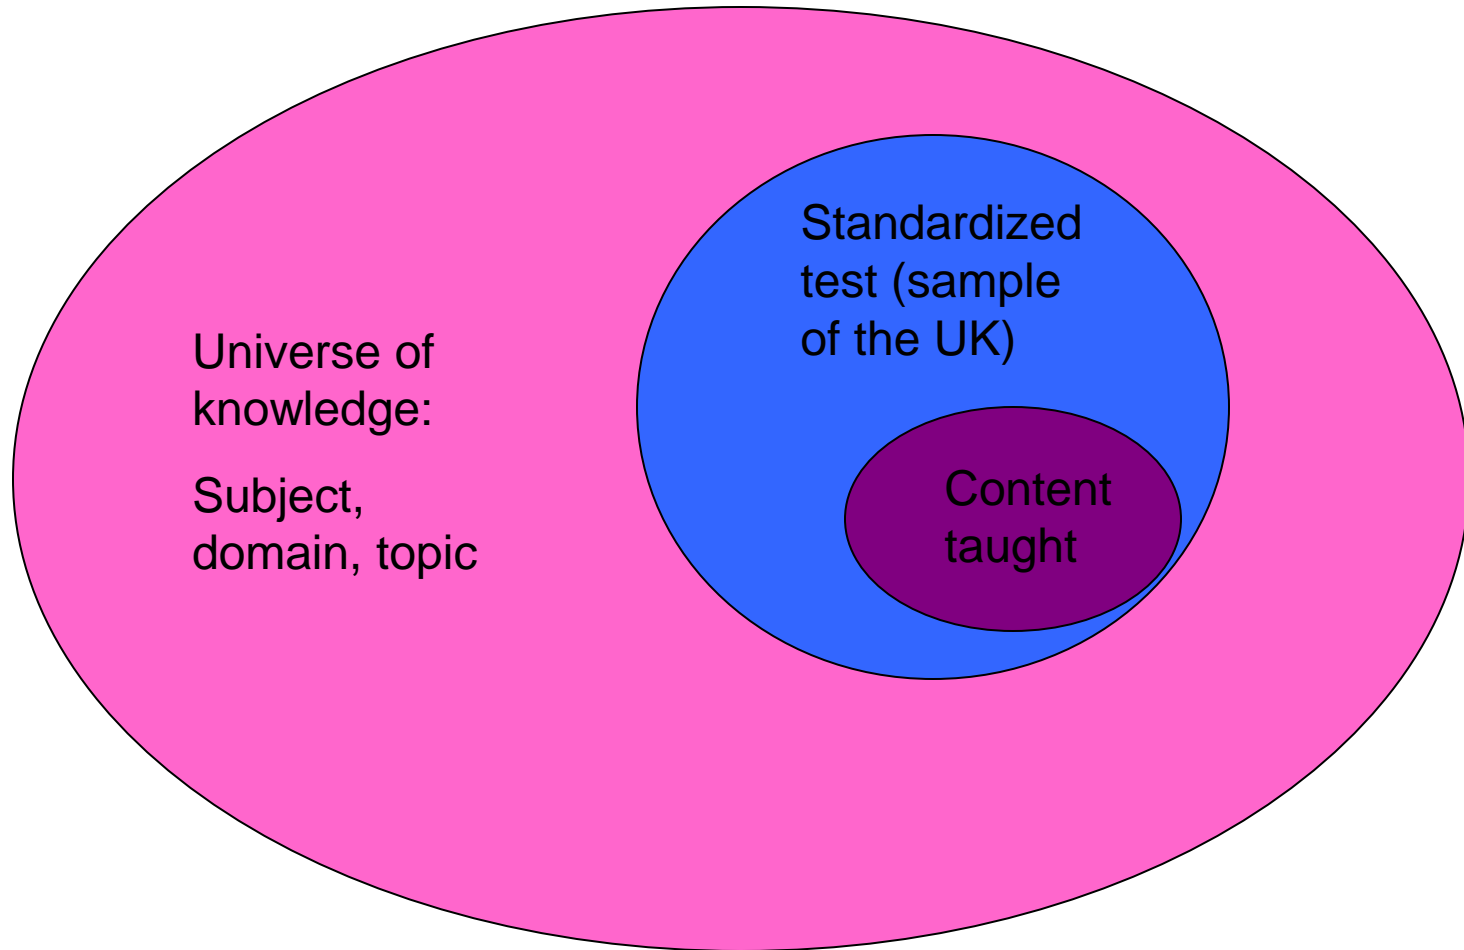 Universe of
knowledge:
Subject,
domain, topic
Standardized
test (sample
of the UK)
Content
taught